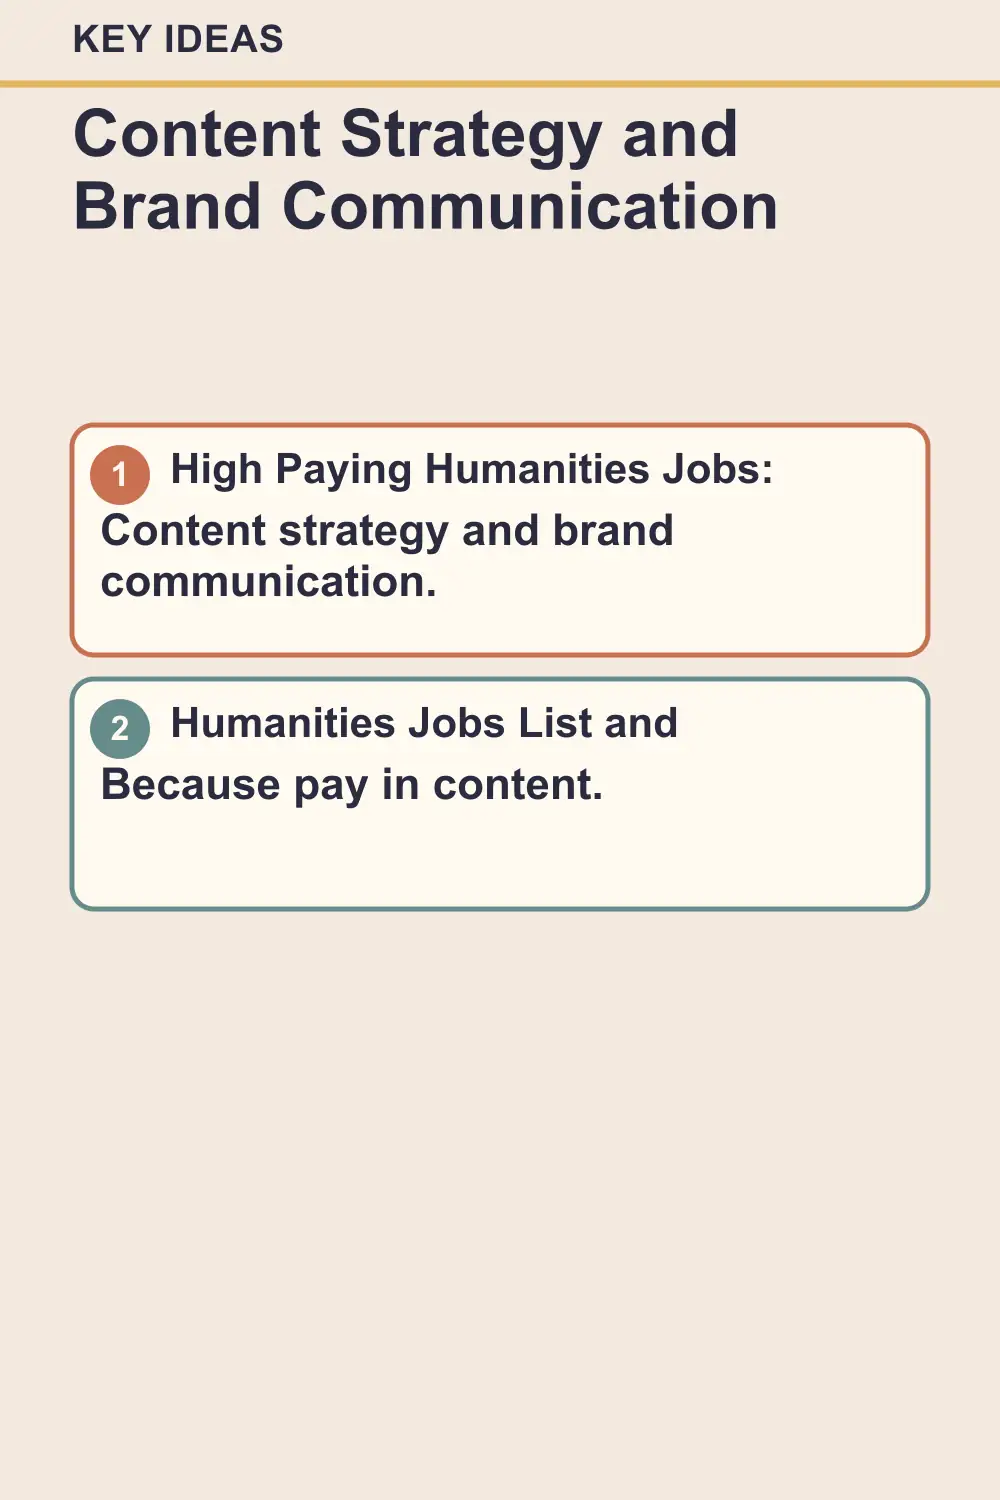 KEY IDEAS
Content Strategy and
Brand Communication
1 High Paying Humanities Jobs:
Content strategy and brand
communication.
2 Humanities Jobs List and
Because pay in content.